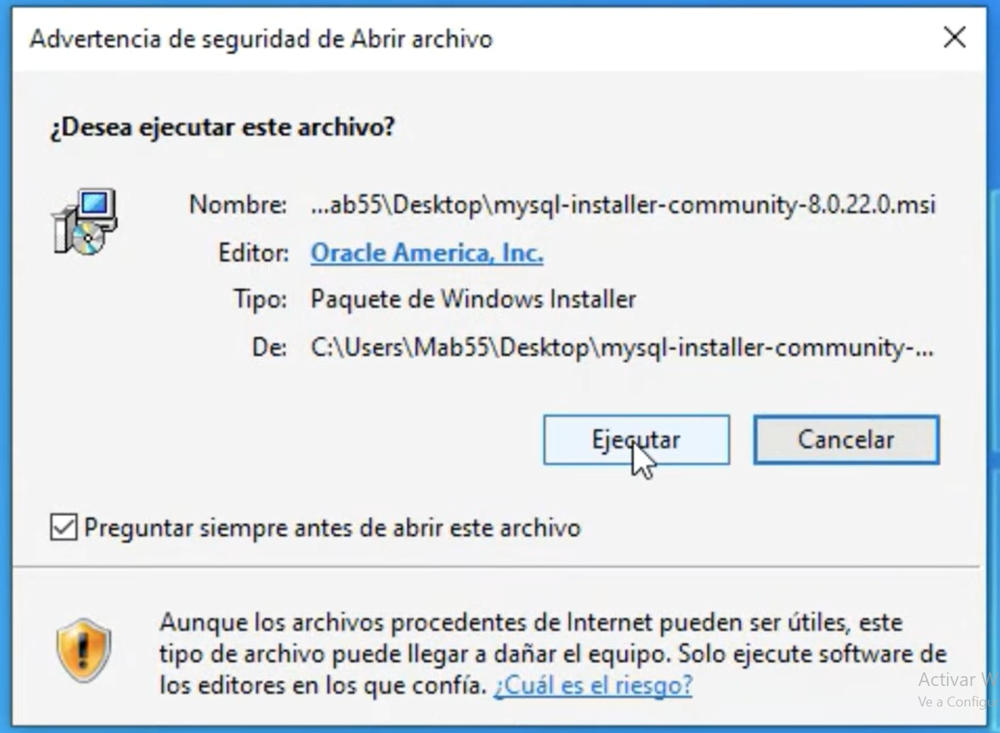 Advertencia de seguridad de Abrir archivo
¿Desea ejecutar este archivo?
Nombre: ...ab55\Desktop\mysql-installer-community-8.0.22.0.msi
Editor: Oracle America, Inc.
Tipo: Paquete de Windows Installer
De: C:\Users\Mab55\Desktop\mysql-installer-community-...
Ejecutar Cancelar
Preguntar siempre antes de abrir este archivo
Aunque los archivos procedentes de Internet pueden ser útiles, este
tipo de archivo puede llegar a dañar el equipo. Solo ejecute software de
los editores en los que confía. ¿Cuál es el riesgo?
Activar W
Ve a Configu